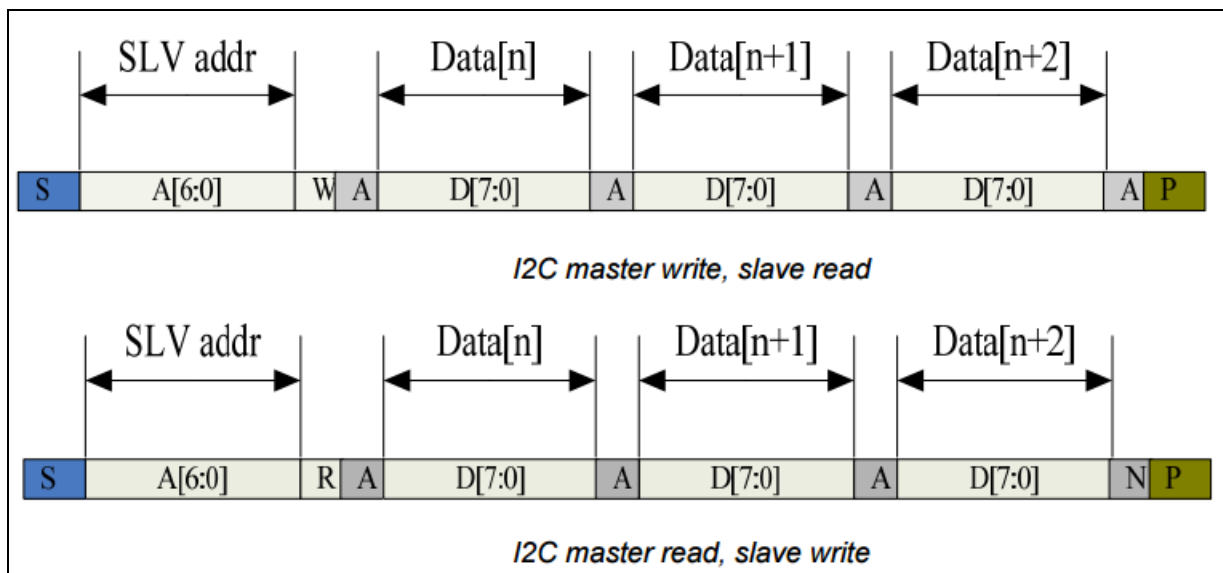 SLV addr Data[n] Data[n+1] Data[n+2]
S A[6:0] W A D[7:0] A D[7:0] A D[7:0] A P
I2C master write, slave read
SLV addr Data[n] Data[n+1] Data[n+2]
S A[6:0] R A D[7:0] A D[7:0] A D[7:0] N P
I2C master read, slave write